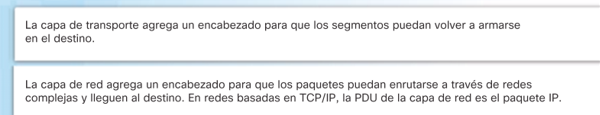 La capa de transporte agrega un encabezado para que los segmentos puedan volver a armarse
en el destino.
La capa de red agrega un encabezado para que los paquetes puedan enrutarse a través de redes
complejas y lleguen al destino. En redes basadas en TCP/IP, la PDU de la capa de red es el paquete IP.